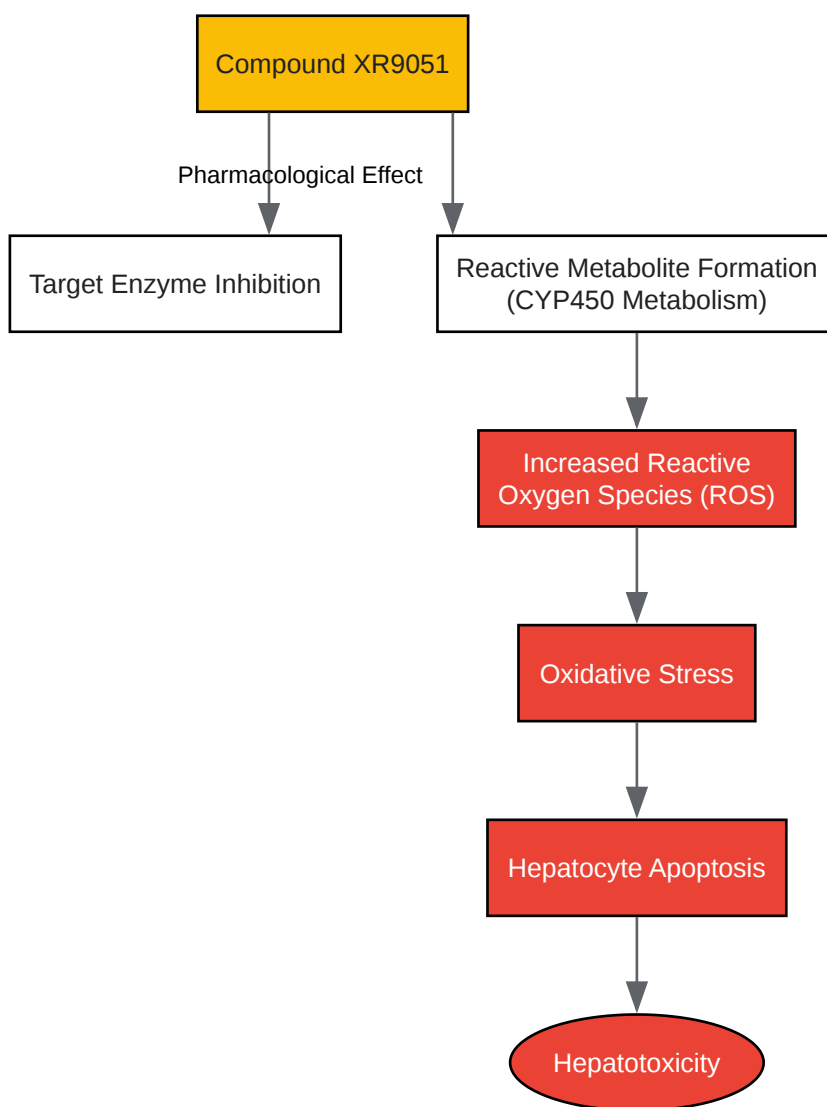 Compound XR9051
Pharmacological Effect
Target Enzyme Inhibition
Reactive Metabolite Formation
(CYP450 Metabolism)
Increased Reactive
Oxygen Species (ROS)
Oxidative Stress
Hepatocyte Apoptosis
Hepatotoxicity